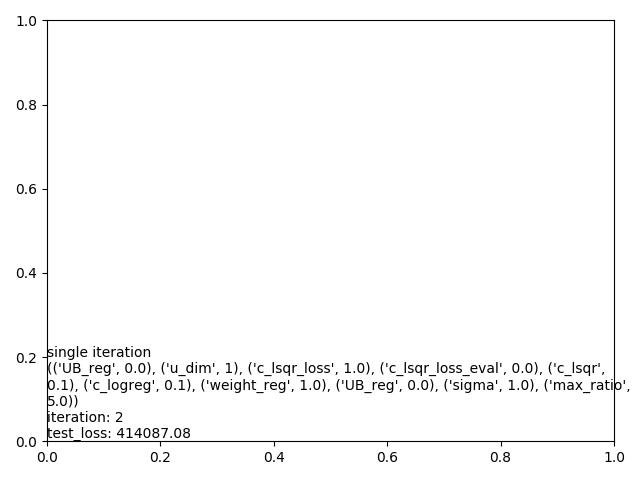 1.0
0.8
0.6
0.4
0.2
0.0
single iteration
(('UB_reg', 0.0), ('u_dim', 1), ('c_lsqr_loss', 1.0), ('c_lsqr_loss_eval', 0.0), ('c_lsqr',
0.1), ('c_logreg', 0.1), ('weight_reg', 1.0), ('UB_reg', 0.0), ('sigma', 1.0), ('max_ratio',
5.0))
iteration: 2
test_loss: 414087.08
0.0 0.2 0.4 0.6 0.8 1.0